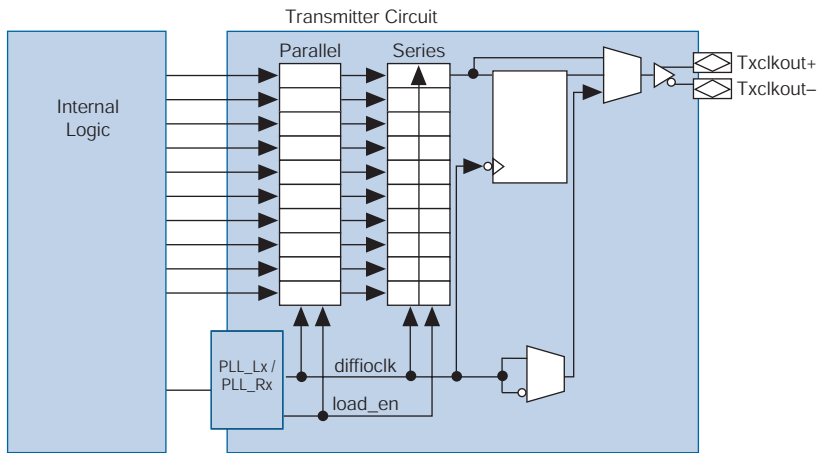 Transmitter Circuit
Parallel
Series
Txclkout+
Txclkout–
Internal
Logic
PLL_Lx /
PLL_Rx
diffioclk
load_en